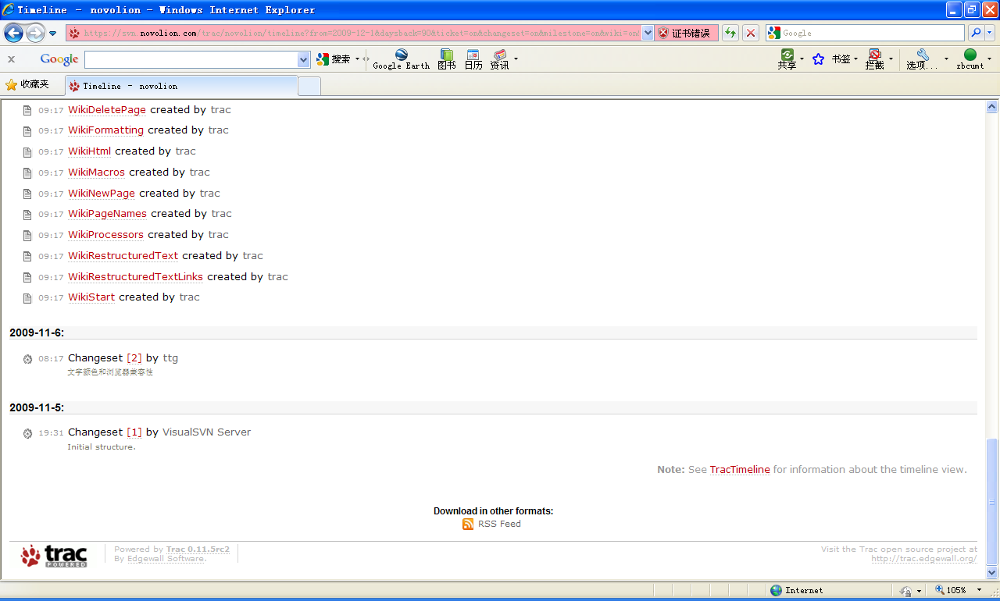 Timeline - novolion - Windows Internet Explorer
https://svn.novolion.com/trac/novolion/timeline?from=2009-12-1&daysback=90&ticket=on&changeset=on&milestone=on&wiki=on/ 证书错误 Google
x Google 搜索 Google Earth 图书 日历 资讯 共享 书签 拦截 选项... zbcumt
收藏夹 Timeline - novolion
09:17 WikiDeletePage created by trac
09:17 WikiFormatting created by trac
09:17 WikiHtml created by trac
09:17 WikiMacros created by trac
09:17 WikiNewPage created by trac
09:17 WikiPageNames created by trac
09:17 WikiProcessors created by trac
09:17 WikiRestructuredText created by trac
09:17 WikiRestructuredTextLinks created by trac
09:17 WikiStart created by trac
2009-11-6:
08:17 Changeset [2] by ttg
文字颜色和浏览器兼容性
2009-11-5:
19:31 Changeset [1] by VisualSVN Server
Initial structure.
Note: See TracTimeline for information about the timeline view.
Download in other formats:
RSS Feed
trac POWERED
Powered by Trac 0.11.5rc2
By Edgewall Software.
Visit the Trac open source project at
http://trac.edgewall.org/
Internet 105%